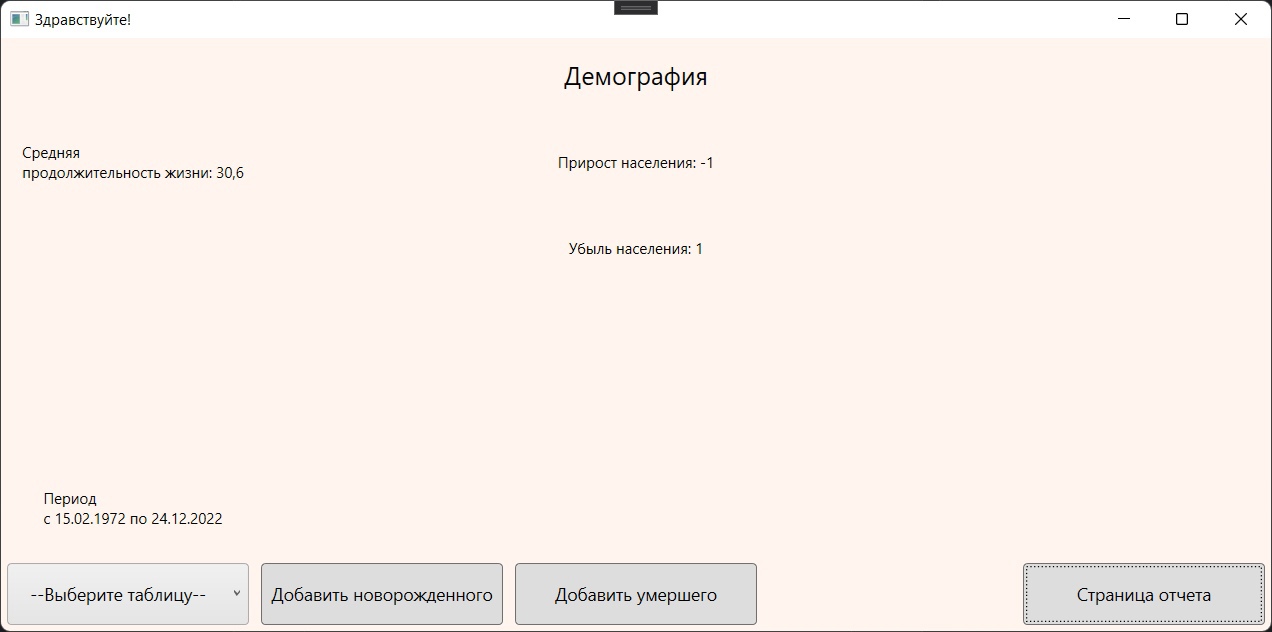 Здравствуйте!
Демография
Средняя
продолжительность жизни: 30,6
Прирост населения: -1
Убыль населения: 1
Период
с 15.02.1972 по 24.12.2022
--Выберите таблицу--
Добавить новорожденного
Добавить умершего
Страница отчета